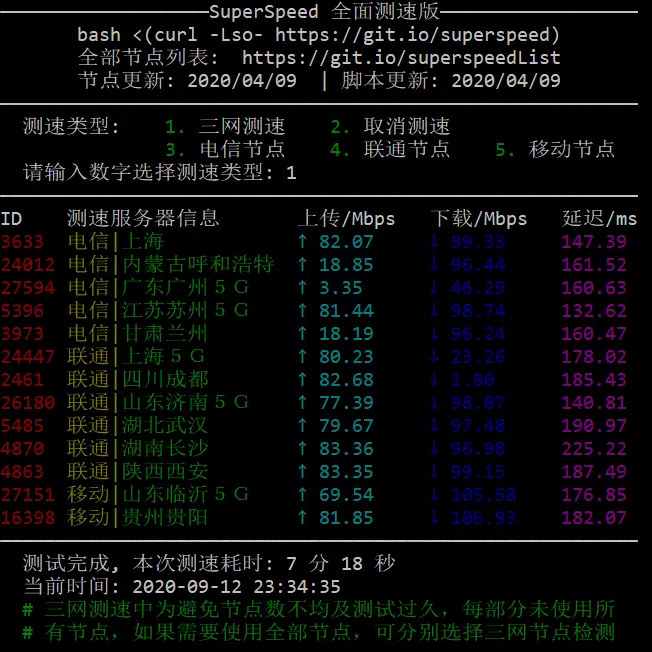 SuperSpeed 全面测速版
bash <(curl -Lso- https://git.io/superspeed)
全部节点列表: https://git.io/superspeedList
节点更新: 2020/04/09 | 脚本更新: 2020/04/09
测速类型: 1. 三网测速 2. 取消测速
3. 电信节点 4. 联通节点 5. 移动节点
请输入数字选择测速类型: 1
ID 测速服务器信息 上传/Mbps 下载/Mbps 延迟/ms
3633 电信|上海 ↑ 82.07 ↓ 99.33 147.39
24012 电信|内蒙古呼和浩特 ↑ 18.85 ↓ 96.44 161.52
27594 电信|广东广州５Ｇ ↑ 3.35 ↓ 46.29 160.63
5396 电信|江苏苏州５Ｇ ↑ 81.44 ↓ 98.74 132.62
3973 电信|甘肃兰州 ↑ 18.19 ↓ 96.24 160.47
24447 联通|上海５Ｇ ↑ 80.23 ↓ 23.26 178.02
2461 联通|四川成都 ↑ 82.68 ↓ 1.80 185.43
26180 联通|山东济南５Ｇ ↑ 77.39 ↓ 98.07 140.81
5485 联通|湖北武汉 ↑ 79.67 ↓ 97.48 190.97
4870 联通|湖南长沙 ↑ 83.36 ↓ 96.98 225.22
4863 联通|陕西西安 ↑ 83.35 ↓ 99.15 187.49
27151 移动|山东临沂５Ｇ ↑ 69.54 ↓ 105.58 176.85
16398 移动|贵州贵阳 ↑ 81.85 ↓ 106.93 182.07
测试完成, 本次测速耗时: 7 分 18 秒
当前时间: 2020-09-12 23:34:35
# 三网测速中为避免节点数不均及测试过久，每部分未使用所
# 有节点，如果需要使用全部节点，可分别选择三网节点检测